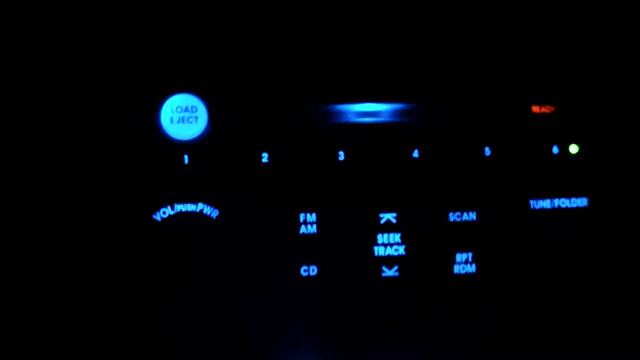 LOAD
EJECT
READY
1 2 3 4 5 6
VOL/PUSH PWR
FM
AM
SEEK
TRACK
SCAN
TUNE/FOLDER
CD
RPT
RDM